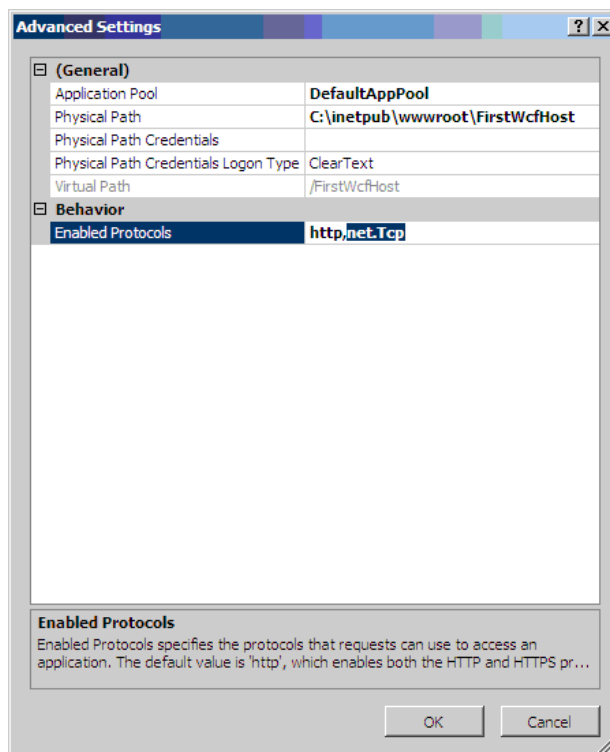 Advanced Settings
(General)
Application Pool DefaultAppPool
Physical Path C:\inetpub\wwwroot\FirstWcfHost
Physical Path Credentials
Physical Path Credentials Logon Type ClearText
Virtual Path /FirstWcfHost
Behavior
Enabled Protocols http,net.Tcp
Enabled Protocols
Enabled Protocols specifies the protocols that requests can use to access an
application. The default value is 'http', which enables both the HTTP and HTTPS pr...
OK Cancel